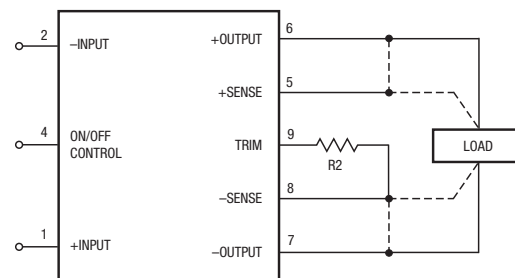 2 –INPUT +OUTPUT 6
+SENSE 5
4 ON/OFF
CONTROL TRIM 9
R2
LOAD
–SENSE 8
1 +INPUT –OUTPUT 7